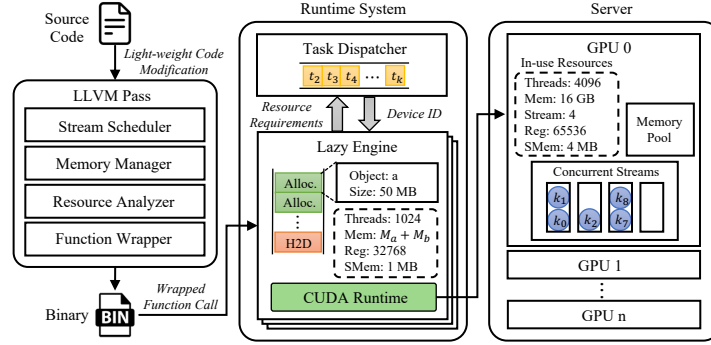 Source
Code
Light-weight Code
Modification
LLVM Pass
Stream Scheduler
Memory Manager
Resource Analyzer
Function Wrapper
Binary
BIN
Wrapped
Function Call
Runtime System
Task Dispatcher
t₂ t₃ t₄ ⋯ tₖ
Resource
Requirements
Device ID
Lazy Engine
Alloc.
Alloc.
⋮
H2D
Object: a
Size: 50 MB
Threads: 1024
Mem: Mₐ + M_b
Reg: 32768
SMem: 1 MB
CUDA Runtime
Server
GPU 0
In-use Resources
Threads: 4096
Mem: 16 GB
Stream: 4
Reg: 65536
SMem: 4 MB
Memory
Pool
Concurrent Streams
k₁ k₈
k₀ k₂ k₇
GPU 1
⋮
GPU n